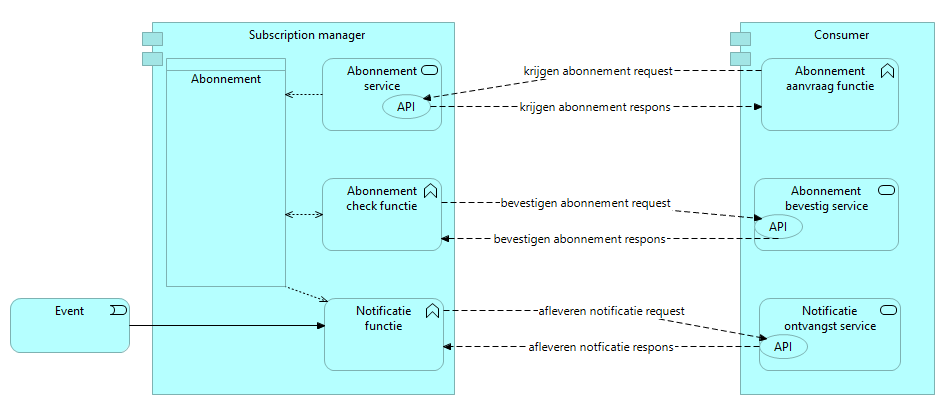 Subscription manager
Consumer
Abonnement
Abonnement
service
API
krijgen abonnement request
krijgen abonnement respons
Abonnement
aanvraag functie
Abonnement
check functie
bevestigen abonnement request
bevestigen abonnement respons
Abonnement
bevestig service
API
Event
Notificatie
functie
afleveren notificatie request
afleveren notficatie respons
Notificatie
ontvangst service
API